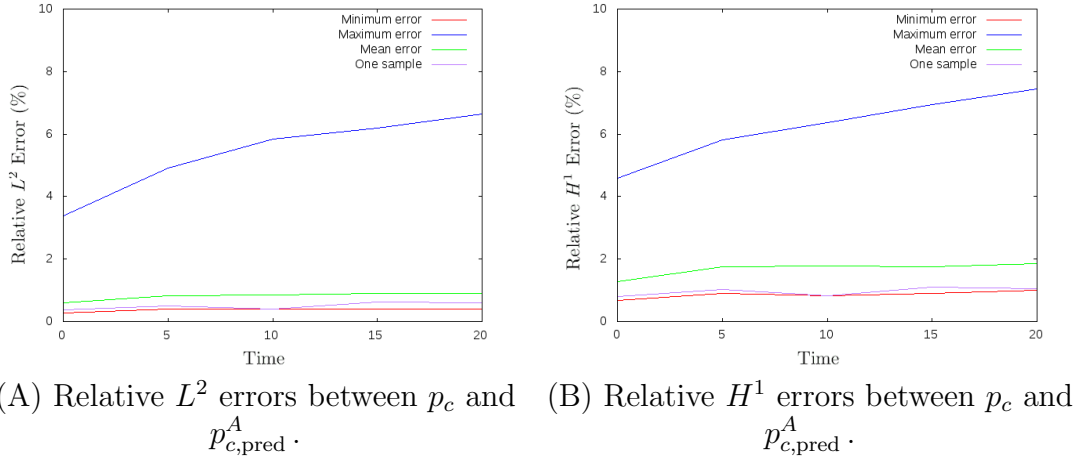 10
8
6
4
2
0
Relative L² Error (%)
Minimum error
Maximum error
Mean error
One sample
0 5 10 15 20
Time
(A) Relative L² errors between p_c and
p^A_{c,pred} .
10
8
6
4
2
0
Relative H¹ Error (%)
Minimum error
Maximum error
Mean error
One sample
0 5 10 15 20
Time
(B) Relative H¹ errors between p_c and
p^A_{c,pred} .